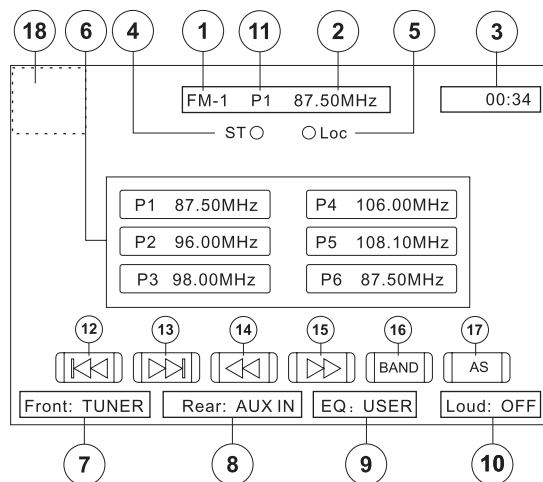 18 6 4 1 11 2 5 3
FM-1 P1 87.50MHz 00:34
ST Loc
P1 87.50MHz P4 106.00MHz
P2 96.00MHz P5 108.10MHz
P3 98.00MHz P6 87.50MHz
12 13 14 15 16 17
BAND AS
Front: TUNER Rear: AUX IN EQ: USER Loud: OFF
7 8 9 10